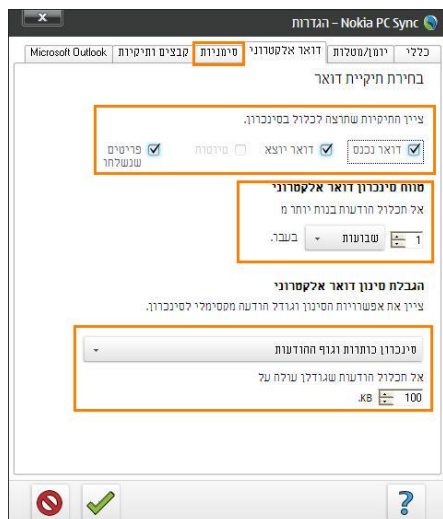 הגדרות – Nokia PC Sync
כללי
יומן/מטלות
דואר אלקטרוני
סימניות
קבצים ותיקיות
Microsoft Outlook
בחירת תיקיית דואר
ציין התיקיות שתרצה לכלול בסינכרון.
דואר נכנס
דואר יוצא
טיוטות
פריטים שנשלחו
טווח סינכרון דואר אלקטרוני
אל תכלול הודעות בנות יותר מ
1 שבועות בעבר.
הגבלת סינון דואר אלקטרוני
ציין את אפשרויות הסינון וגודל הודעה מקסימלי לסינכרון.
סינכרון כותרות וגוף ההודעות
אל תכלול הודעות שגודלן עולה על
100 KB.
?